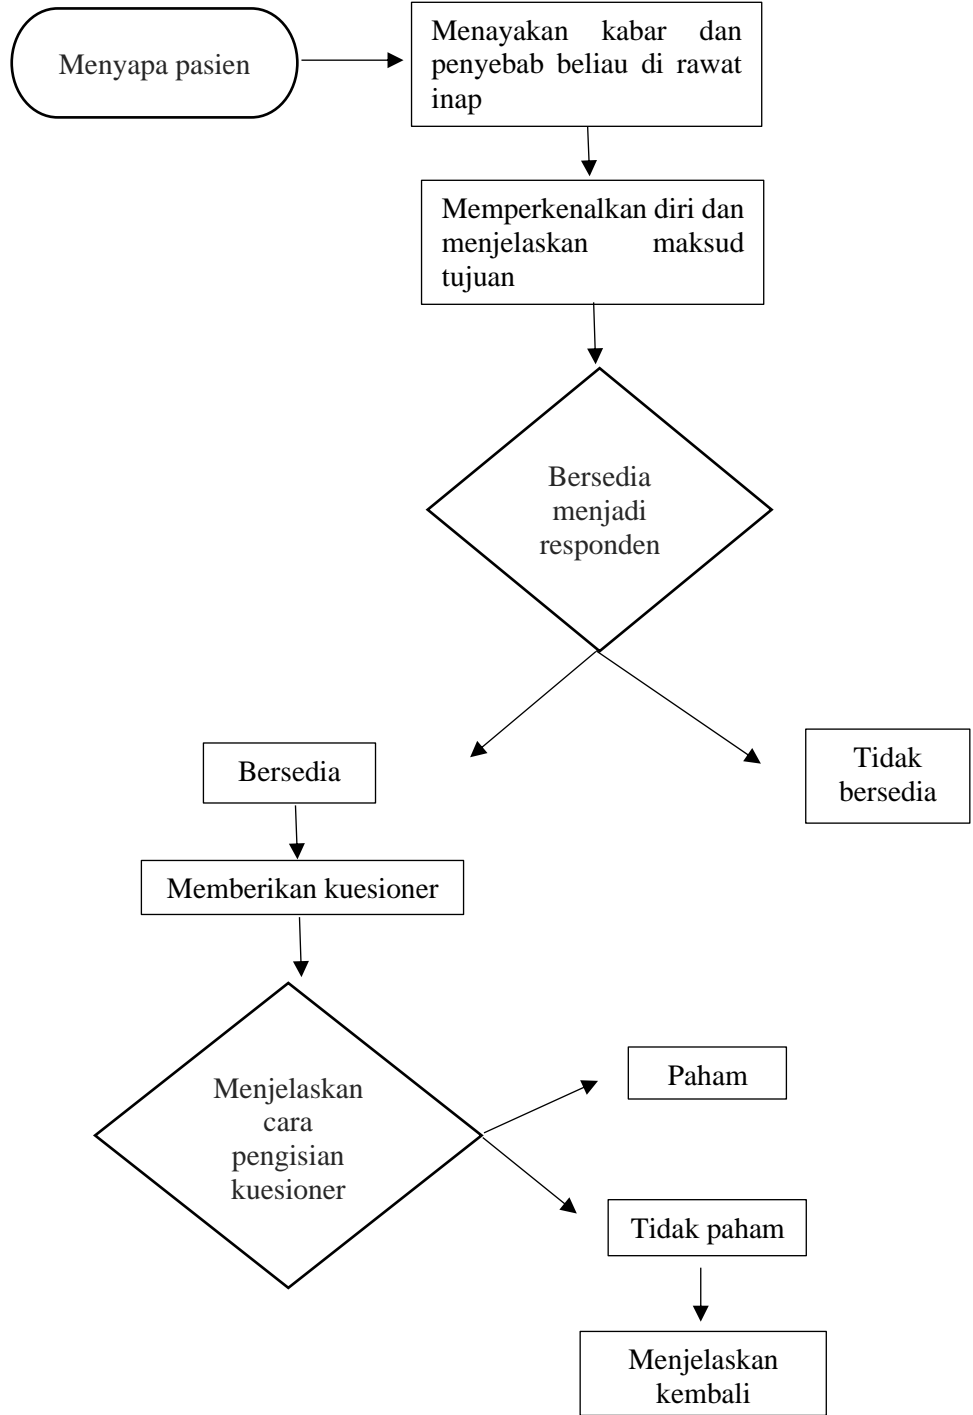 Menyapa pasien
Menayakan kabar dan
penyebab beliau di rawat
inap
Memperkenalkan diri dan
menjelaskan maksud
tujuan
Bersedia
menjadi
responden
Bersedia
Tidak
bersedia
Memberikan kuesioner
Menjelaskan
cara
pengisian
kuesioner
Paham
Tidak paham
Menjelaskan
kembali